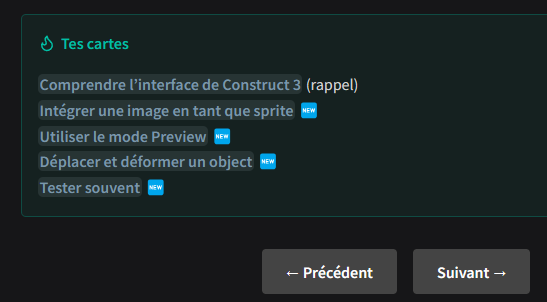 Tes cartes
Comprendre l’interface de Construct 3 (rappel)
Intégrer une image en tant que sprite NEW
Utiliser le mode Preview NEW
Déplacer et déformer un object NEW
Tester souvent NEW
← Précédent Suivant →